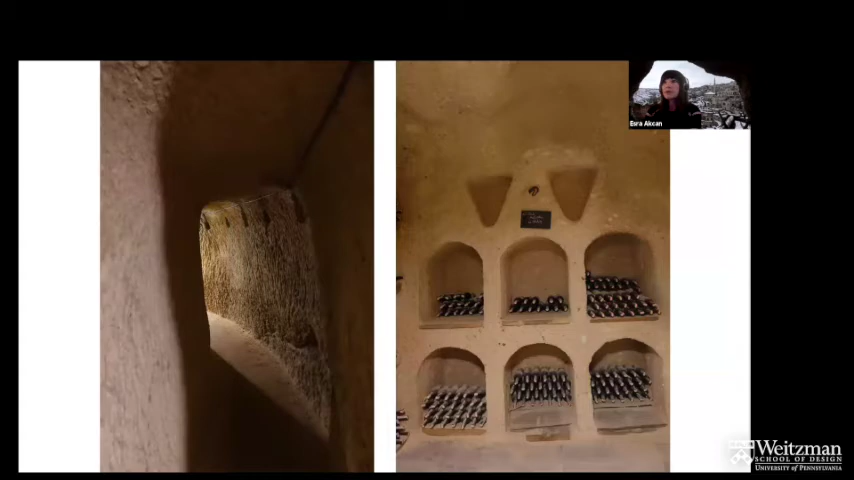 Esra Akcan
Weitzman
SCHOOL OF DESIGN
UNIVERSITY of PENNSYLVANIA